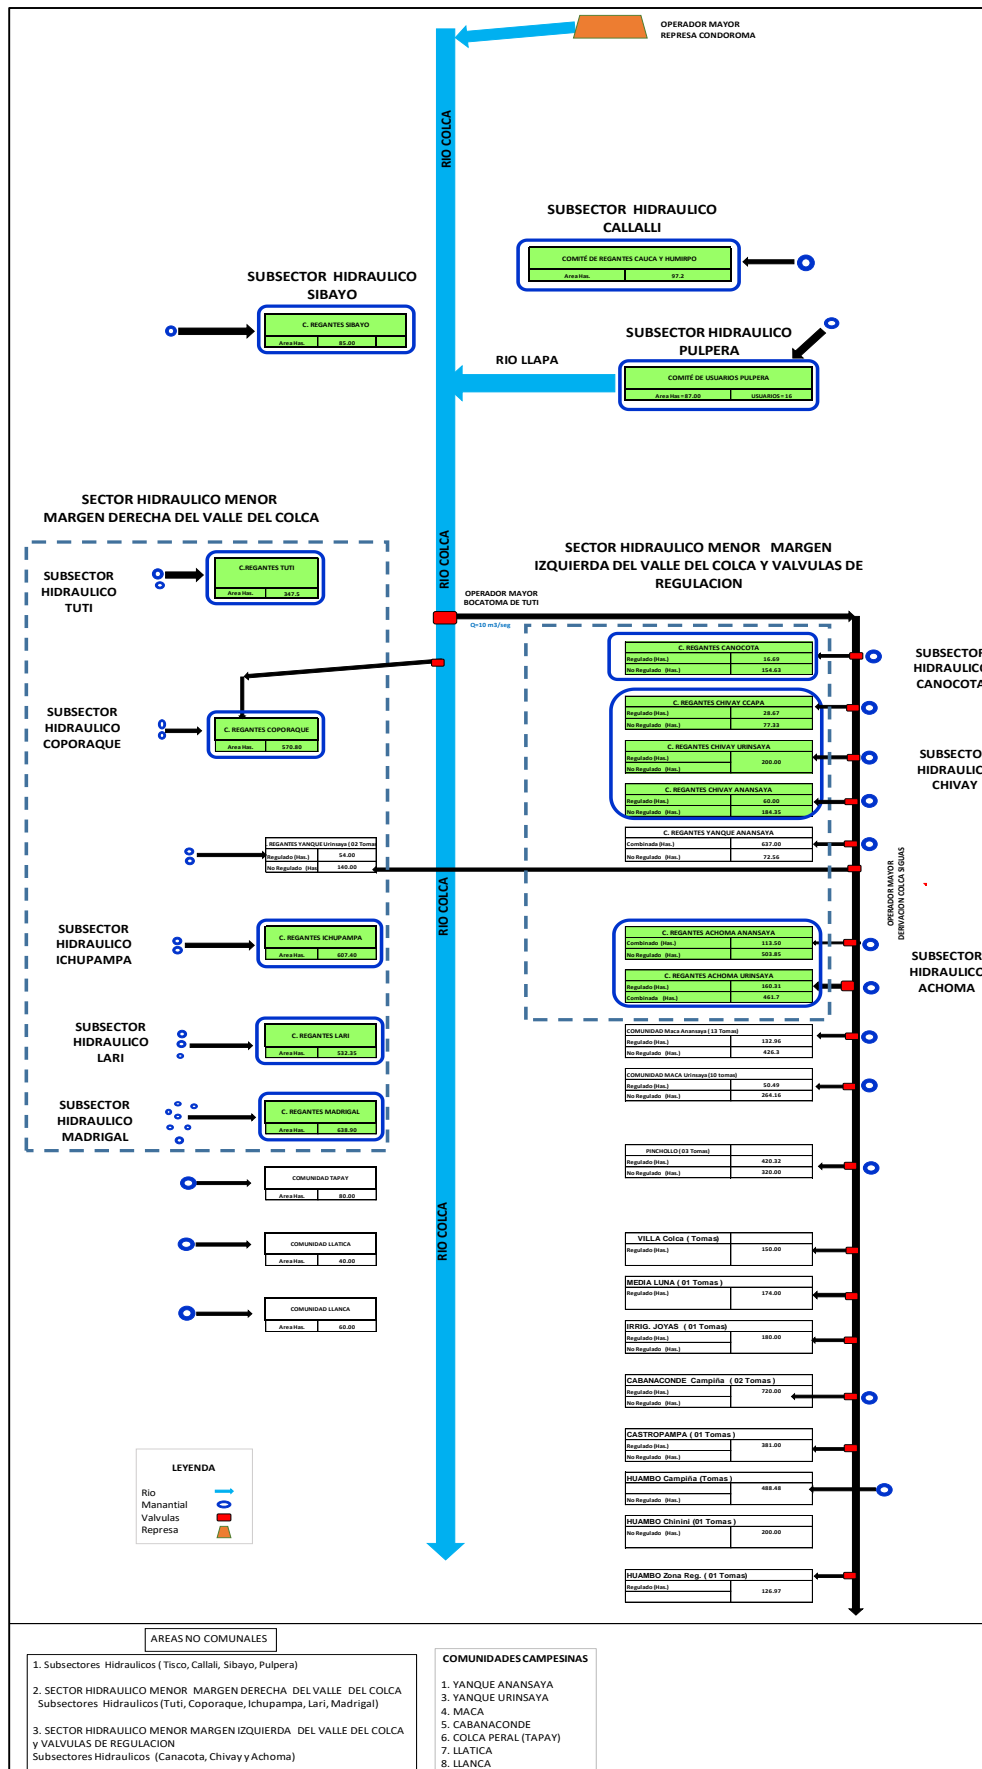 OPERADOR MAYOR
REPRESA CONDOROMA
RIO COLCA
SUBSECTOR HIDRAULICO
CALLALLI
COMITÉ DE REGANTES CAUCA Y HUMIRPO
Area Has. 97.2
SUBSECTOR HIDRAULICO
SIBAYO
C. REGANTES SIBAYO
Area Has. 85.00
SUBSECTOR HIDRAULICO
PULPERA
RIO LLAPA
COMITÉ DE USUARIOS PULPERA
Area Has = 87.00 USUARIOS = 16
SECTOR HIDRAULICO MENOR
MARGEN DERECHA DEL VALLE DEL COLCA
RIO COLCA
SECTOR HIDRAULICO MENOR MARGEN
IZQUIERDA DEL VALLE DEL COLCA Y VALVULAS DE
REGULACION
SUBSECTOR
HIDRAULICO
TUTI
C.REGANTES TUTI
Area Has. 347.5
OPERADOR MAYOR
BOCATOMA DE TUTI
Q=10 m3/seg
C. REGANTES CANOCOTA
Regulado (Has.) 16.69
No Regulado (Has.) 154.63
SUBSECTOR
HIDRAULICO
CANOCOTA
SUBSECTOR
HIDRAULICO
COPORAQUE
C. REGANTES COPORAQUE
Area Has. 570.80
C. REGANTES CHIVAY CCAPA
Regulado (Has.) 28.67
No Regulado (Has.) 77.33
C. REGANTES CHIVAY URINSAYA
Regulado (Has.) 200.00
No Regulado (Has.)
C. REGANTES CHIVAY ANANSAYA
Regulado (Has.) 60.00
No Regulado (Has.) 184.35
SUBSECTOR
HIDRAULICO
CHIVAY
C. REGANTES YANQUE ANANSAYA
Combinada (Has.) 637.00
No Regulado (Has.) 72.56
. REGANTES YANQUE Urinsaya ( 02 Tomas
Regulado (Has.) 54.00
No Regulado (Has 140.00
RIO COLCA
OPERADOR MAYOR
DERIVACION COLCA SIGUAS
SUBSECTOR
HIDRAULICO
ICHUPAMPA
C. REGANTES ICHUPAMPA
Area Has. 607.40
C. REGANTES ACHOMA ANANSAYA
Combinado (Has.) 113.50
No Regulado (Has.) 503.85
C. REGANTES ACHOMA URINSAYA
Regulado (Has.) 160.31
Combinada (Has.) 461.7
SUBSECTOR
HIDRAULICO
ACHOMA
SUBSECTOR
HIDRAULICO
LARI
C. REGANTES LARI
Area Has. 532.35
COMUNIDAD Maca Anansaya ( 13 Tomas)
Regulado (Has.) 132.96
No Regulado (Has.) 426.3
COMUNIDAD MACA Urinsaya (10 tomas)
Regulado (Has.) 50.49
No Regulado (Has.) 264.16
SUBSECTOR
HIDRAULICO
MADRIGAL
C. REGANTES MADRIGAL
Area Has. 638.90
PINCHOLLO ( 03 Tomas)
Regulado (Has.) 420.32
No Regulado (Has.) 320.00
COMUNIDAD TAPAY
Area Has. 80.00
RIO COLCA
COMUNIDAD LLATICA
Area Has. 40.00
VILLA Colca ( Tomas)
Regulado (Has.) 150.00
COMUNIDAD LLANCA
Area Has. 60.00
MEDIA LUNA ( 01 Tomas )
Regulado (Has.) 174.00
IRRIG. JOYAS ( 01 Tomas)
Regulado (Has.) 180.00
No Regulado (Has.)
CABANACONDE Campiña ( 02 Tomas )
Regulado (Has.) 720.00
No Regulado (Has.)
CASTROPAMPA ( 01 Tomas )
Regulado (Has.) 381.00
No Regulado (Has.)
HUAMBO Campiña (Tomas )
488.48
No Regulado (Has.)
HUAMBO Chinini (01 Tomas )
No Regulado (Has.) 200.00
HUAMBO Zona Reg. ( 01 Tomas)
Regulado (Has.) 126.97
LEYENDA
Rio
Manantial
Valvulas
Represa
AREAS NO COMUNALES
1. Subsectores Hidraulicos ( Tisco, Callali, Sibayo, Pulpera)
2. SECTOR HIDRAULICO MENOR MARGEN DERECHA DEL VALLE DEL COLCA
Subsectores Hidraulicos (Tuti, Coporaque, Ichupampa, Lari, Madrigal)
3. SECTOR HIDRAULICO MENOR MARGEN IZQUIERDA DEL VALLE DEL COLCA
y VALVULAS DE REGULACION
Subsectores Hidraulicos (Canacota, Chivay y Achoma)
COMUNIDADES CAMPESINAS
1. YANQUE ANANSAYA
3. YANQUE URINSAYA
4. MACA
5. CABANACONDE
6. COLCA PERAL (TAPAY)
7. LLATICA
8. LLANCA